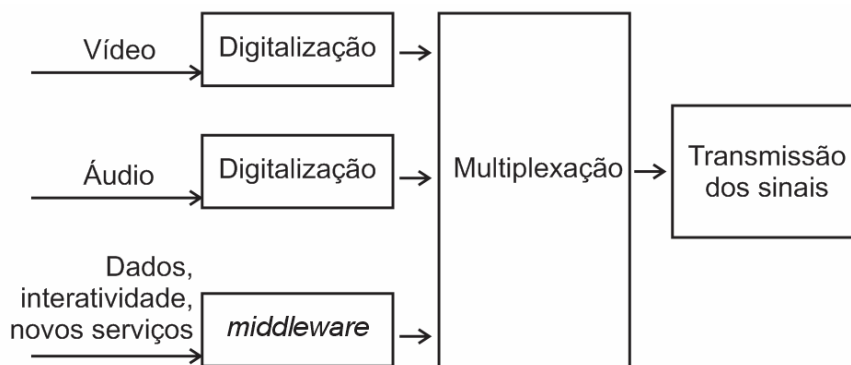 Vídeo
Digitalização
Áudio
Digitalização
Multiplexação
Transmissão
dos sinais
Dados,
interatividade,
novos serviços
middleware